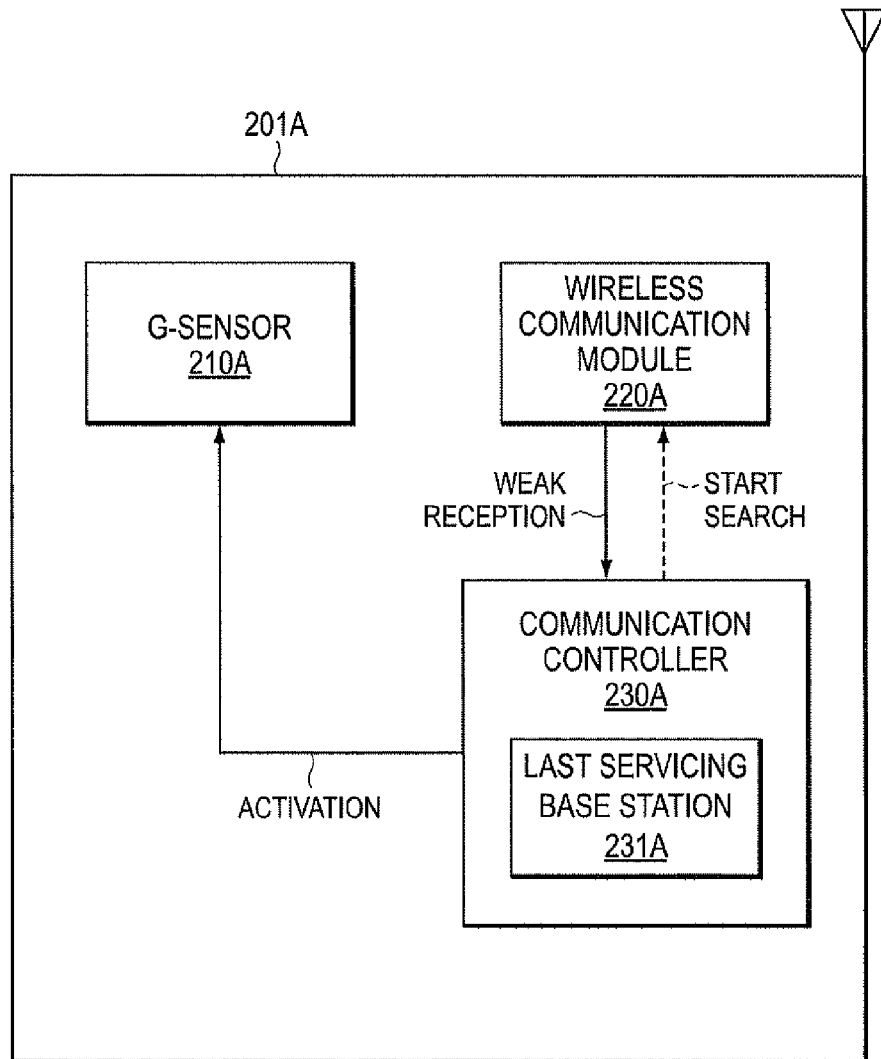 201A
G-SENSOR
210A
WIRELESS
COMMUNICATION
MODULE
220A
WEAK
RECEPTION
START
SEARCH
COMMUNICATION
CONTROLLER
230A
LAST SERVICING
BASE STATION
231A
ACTIVATION